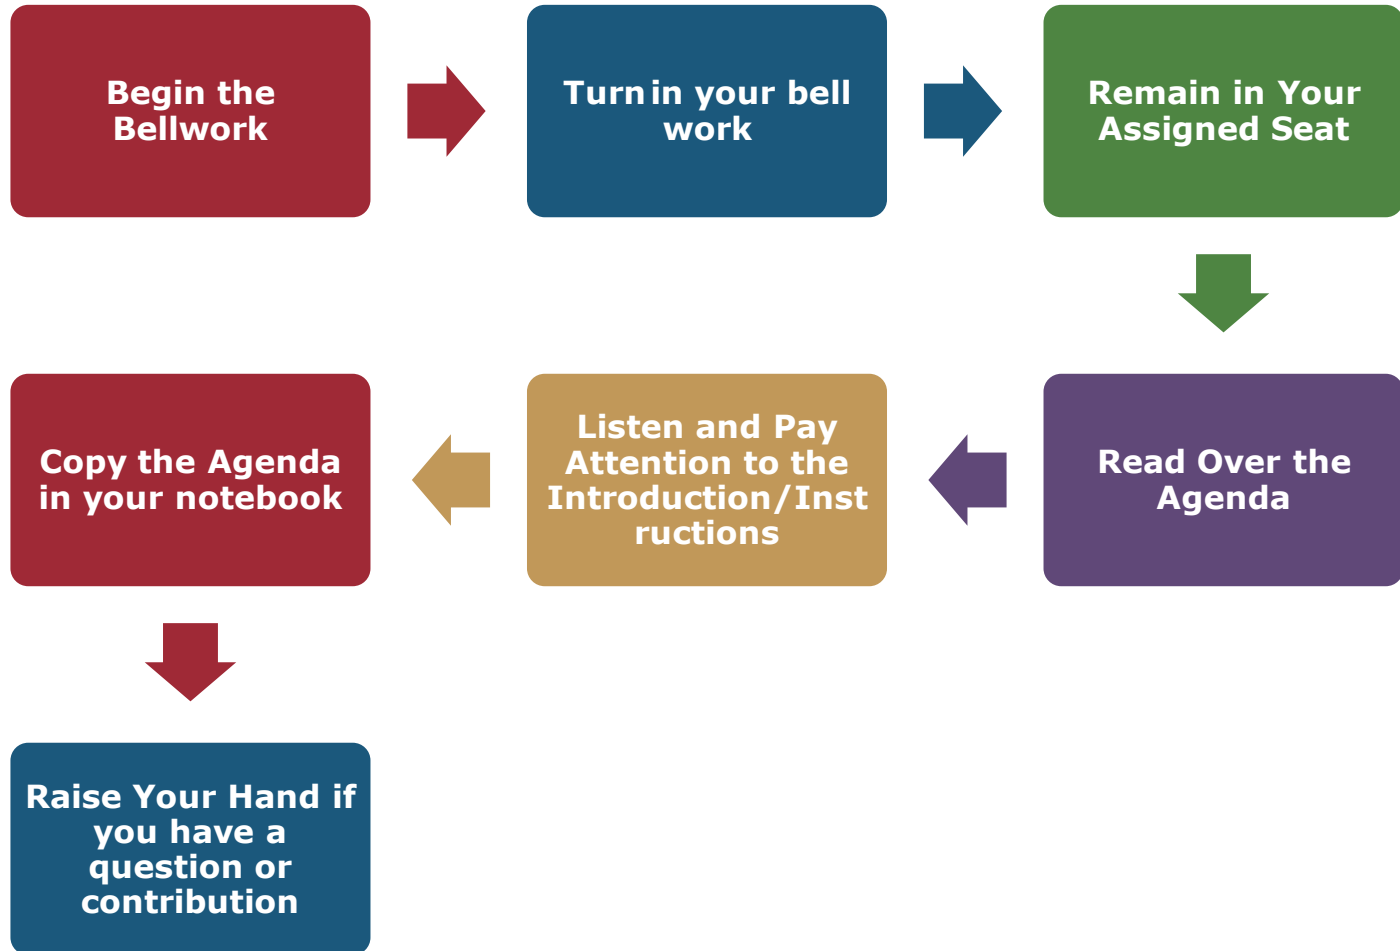 Begin the
Bellwork
Turn in your bell
work
Remain in Your
Assigned Seat
Read Over the
Agenda
Listen and Pay
Attention to the
Introduction/Inst
ructions
Copy the Agenda
in your notebook
Raise Your Hand if
you have a
question or
contribution